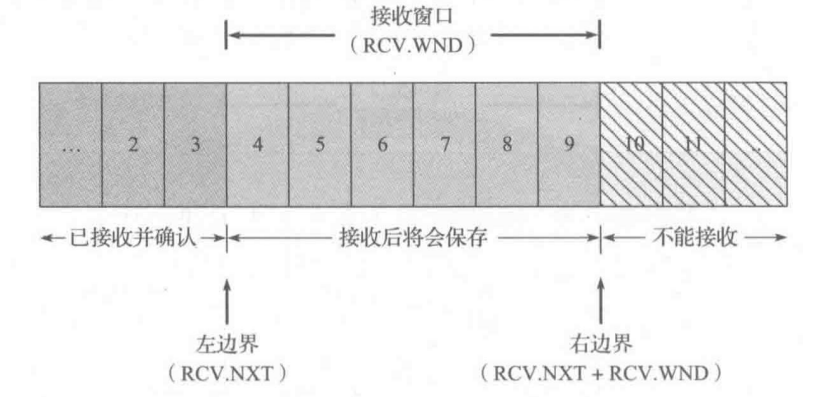 接收窗口
（RCV.WND）
… 2 3 4 5 6 7 8 9 10 11 ..
已接收并确认 接收后将会保存 不能接收
左边界 右边界
（RCV.NXT） （RCV.NXT + RCV.WND）